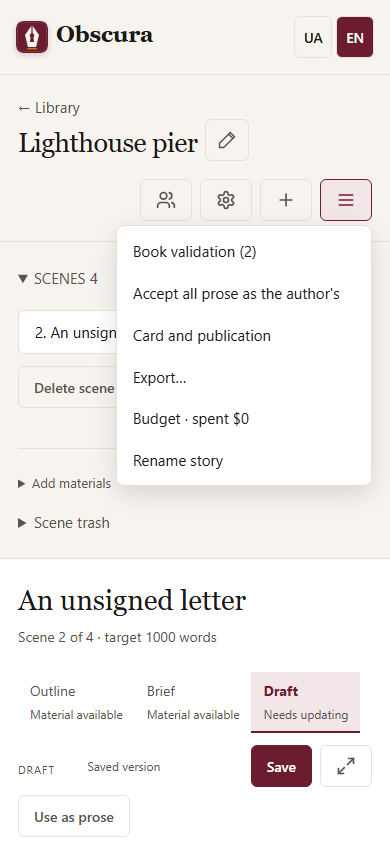 Obscura
UA
EN
← Library
Lighthouse pier
Book validation (2)
Accept all prose as the author's
Card and publication
Export...
Budget · spent $0
Rename story
▼ SCENES 4
2. An unsign
Delete scene
▶ Add materials
▶ Scene trash
An unsigned letter
Scene 2 of 4 · target 1000 words
Outline
Material available
Brief
Material available
Draft
Needs updating
DRAFT
Saved version
Save
Use as prose